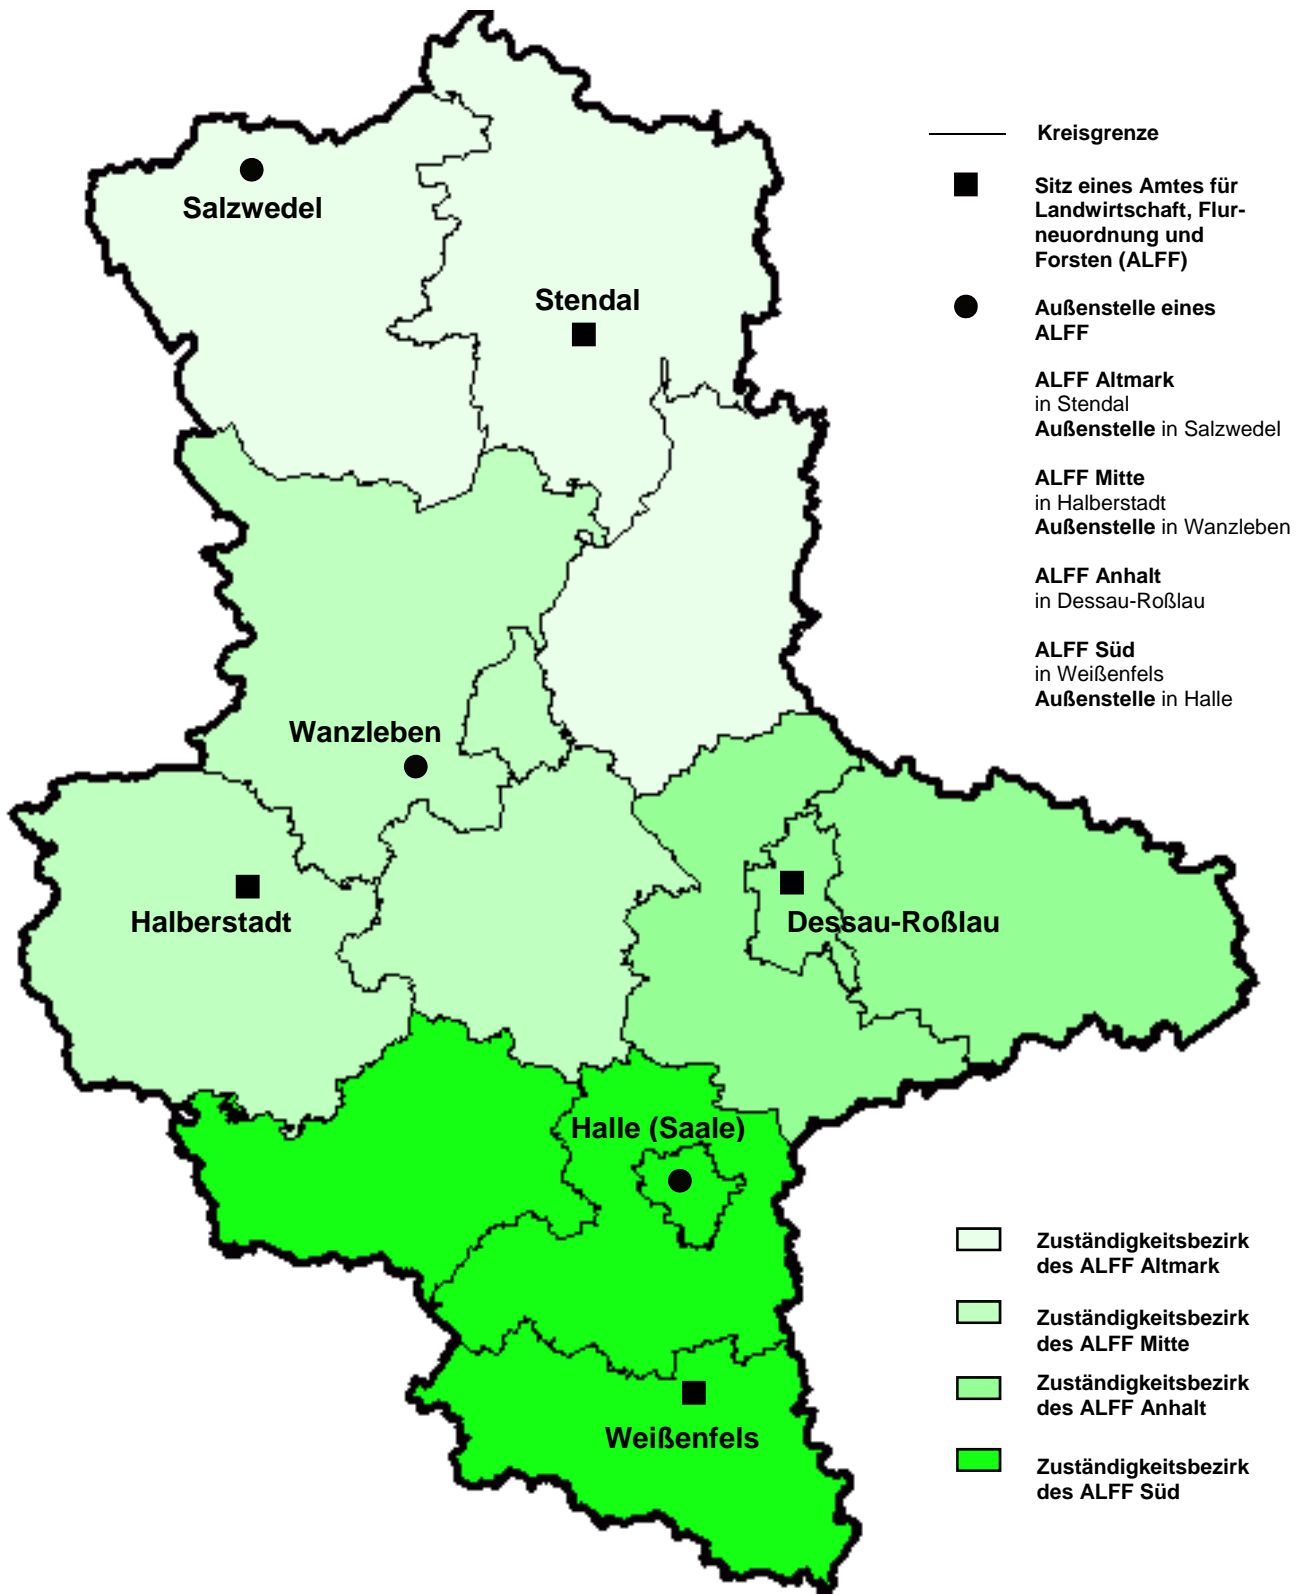 Kreisgrenze
Sitz eines Amtes für
Landwirtschaft, Flur-
neuordnung und
Forsten (ALFF)
Außenstelle eines
ALFF
ALFF Altmark
in Stendal
Außenstelle in Salzwedel
ALFF Mitte
in Halberstadt
Außenstelle in Wanzleben
ALFF Anhalt
in Dessau-Roßlau
ALFF Süd
in Weißenfels
Außenstelle in Halle
Salzwedel
Stendal
Wanzleben
Halberstadt
Dessau-Roßlau
Halle (Saale)
Weißenfels
Zuständigkeitsbezirk
des ALFF Altmark
Zuständigkeitsbezirk
des ALFF Mitte
Zuständigkeitsbezirk
des ALFF Anhalt
Zuständigkeitsbezirk
des ALFF Süd